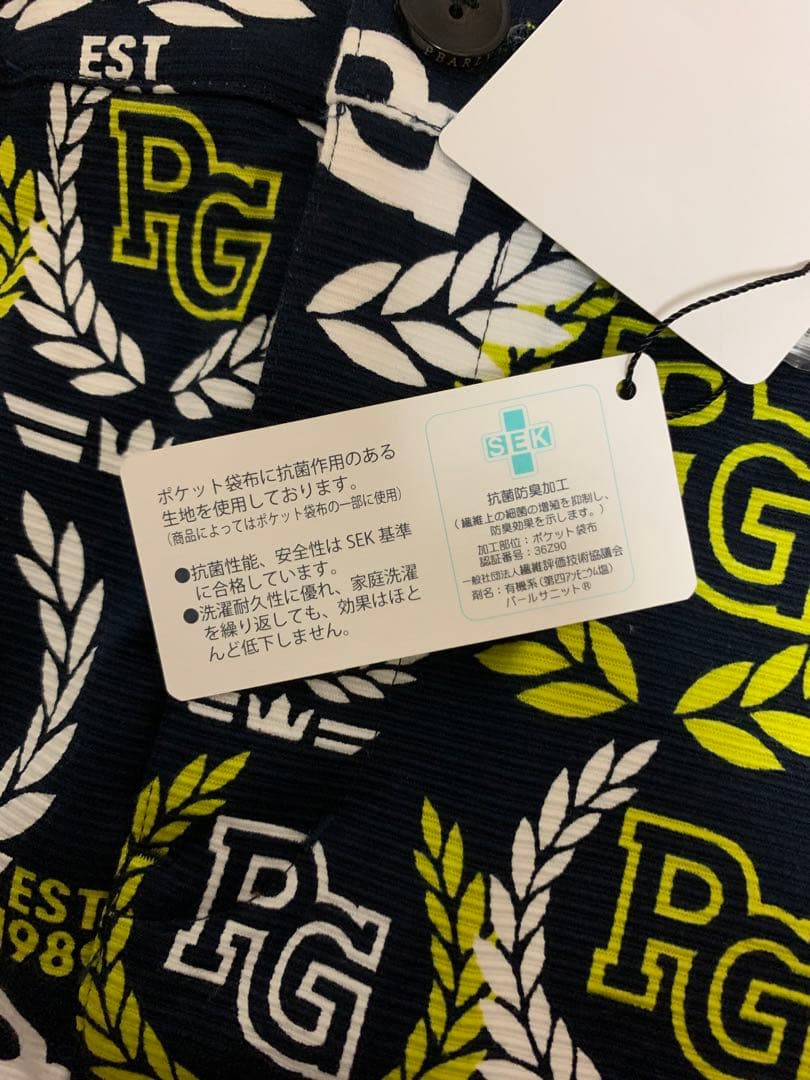 EST
PG
PEARL
PG
ポケット袋布に抗菌作用のある
生地を使用しております。
(商品によってはポケット袋布の一部に使用)
●抗菌性能、安全性は SEK 基準
に合格しています。
●洗濯耐久性に優れ、家庭洗濯
を繰り返しても、効果はほと
んど低下しません。
SEK
抗菌防臭加工
(繊維上の細菌の増殖を抑制し、
防臭効果を示します。)
加工部位：ポケット袋布
認証番号：36Z90
一般社団法人繊維評価技術協議会
剤名：有機系(第四アンモニウム塩)
パールサニット®
EST
198
PG
PG